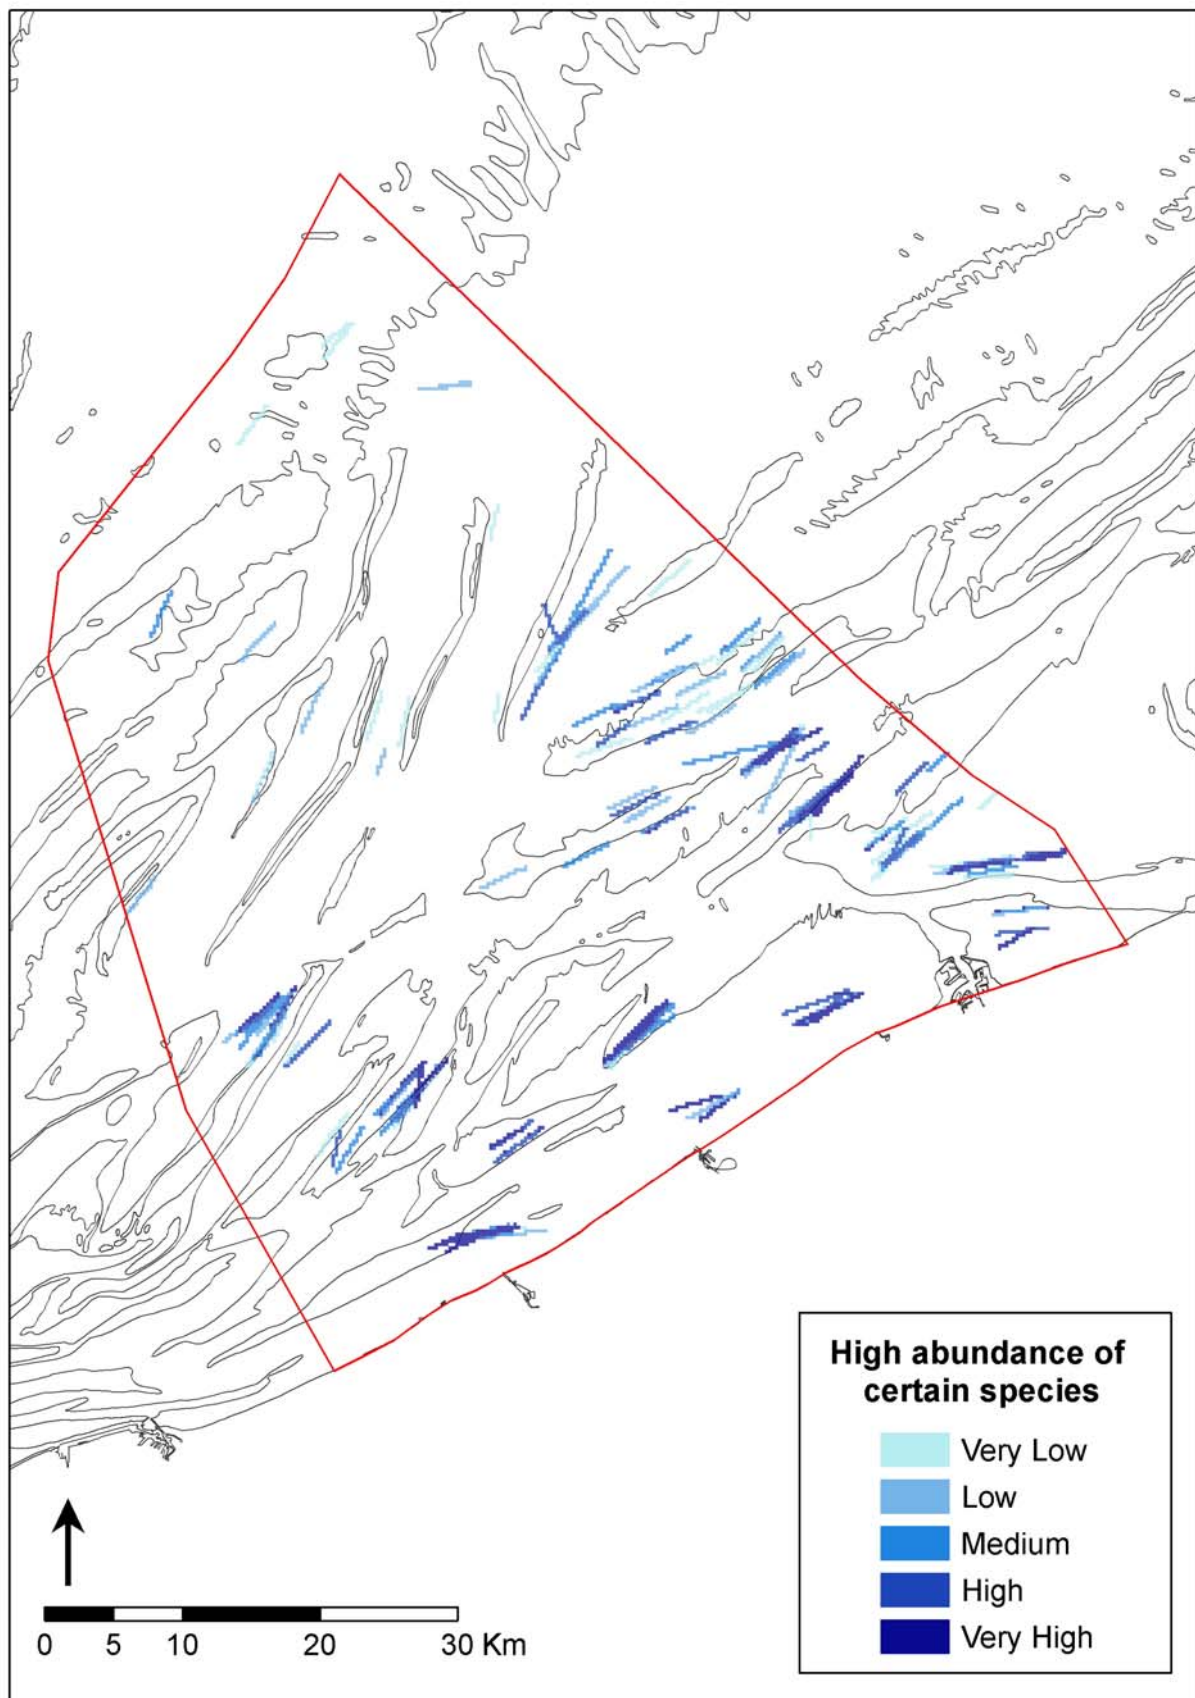 High abundance of
certain species
Very Low
Low
Medium
High
Very High
0 5 10 20 30 Km